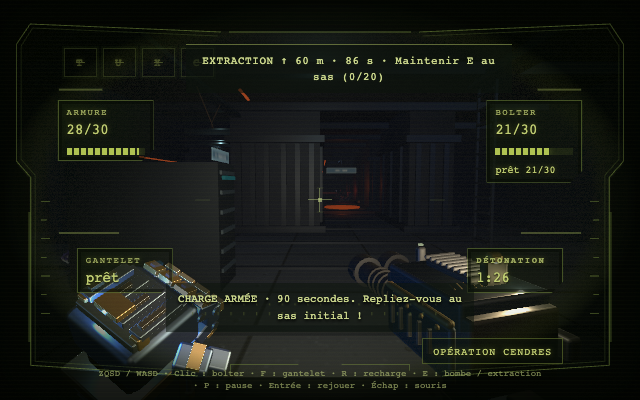 EXTRACTION ↑ 60 m · 86 s · Maintenir E au
sas (0/20)
ARMURE
28/30
BOLTER
21/30
prêt 21/30
GANTELET
prêt
DÉTONATION
1:26
CHARGE ARMÉE · 90 secondes. Repliez-vous au
sas initial !
OPÉRATION CENDRES
ZQSD / WASD · Clic : bolter · F : gantelet · R : recharge · E : bombe / extraction
· P : pause · Entrée : rejouer · Échap : souris